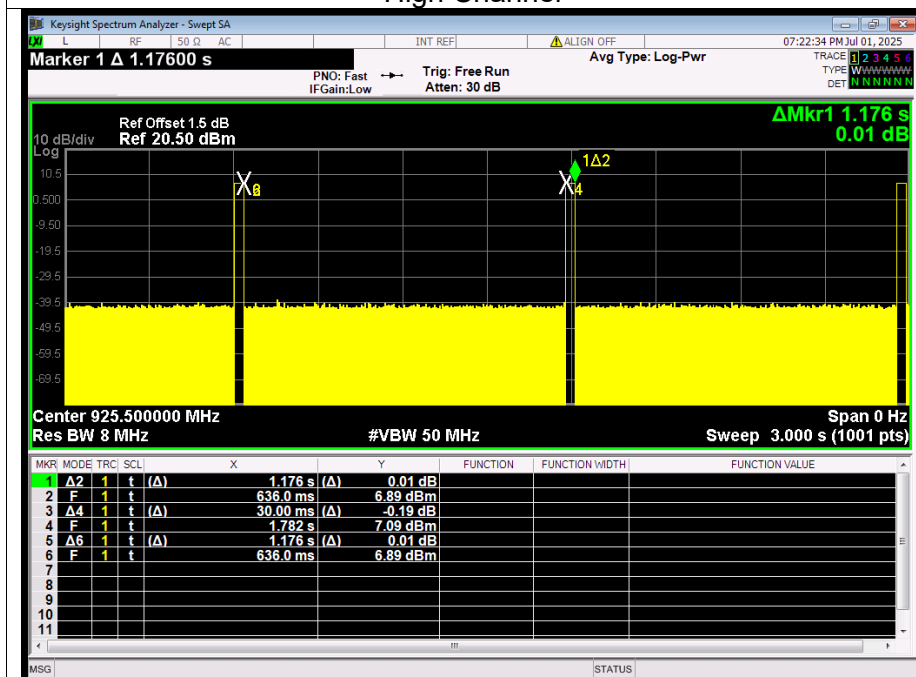 High Channel
Keysight Spectrum Analyzer - Swept SA
LXI L RF 50 Ω AC INT REF ALIGN OFF 07:22:34 PM Jul 01, 2025
Marker 1 Δ 1.17600 s Avg Type: Log-Pwr TRACE 1 2 3 4 5 6
PNO: Fast Trig: Free Run TYPE WWWWWW
IFGain:Low Atten: 30 dB DET N N N N N N
ΔMkr1 1.176 s
Ref Offset 1.5 dB
10 dB/div Ref 20.50 dBm 0.01 dB
Log
1Δ2
10.5
X 6 X 4
0.500
-9.50
-19.5
-29.5
-39.5
-49.5
-59.5
-69.5
Center 925.500000 MHz Span 0 Hz
Res BW 8 MHz #VBW 50 MHz Sweep 3.000 s (1001 pts)
MKR MODE TRC SCL X Y FUNCTION FUNCTION WIDTH FUNCTION VALUE
1 Δ2 1 t (Δ) 1.176 s (Δ) 0.01 dB
2 F 1 t 636.0 ms 6.89 dBm
3 Δ4 1 t (Δ) 30.00 ms (Δ) -0.19 dB
4 F 1 t 1.782 s 7.09 dBm
5 Δ6 1 t (Δ) 1.176 s (Δ) 0.01 dB
6 F 1 t 636.0 ms 6.89 dBm
7
8
9
10
11
MSG STATUS